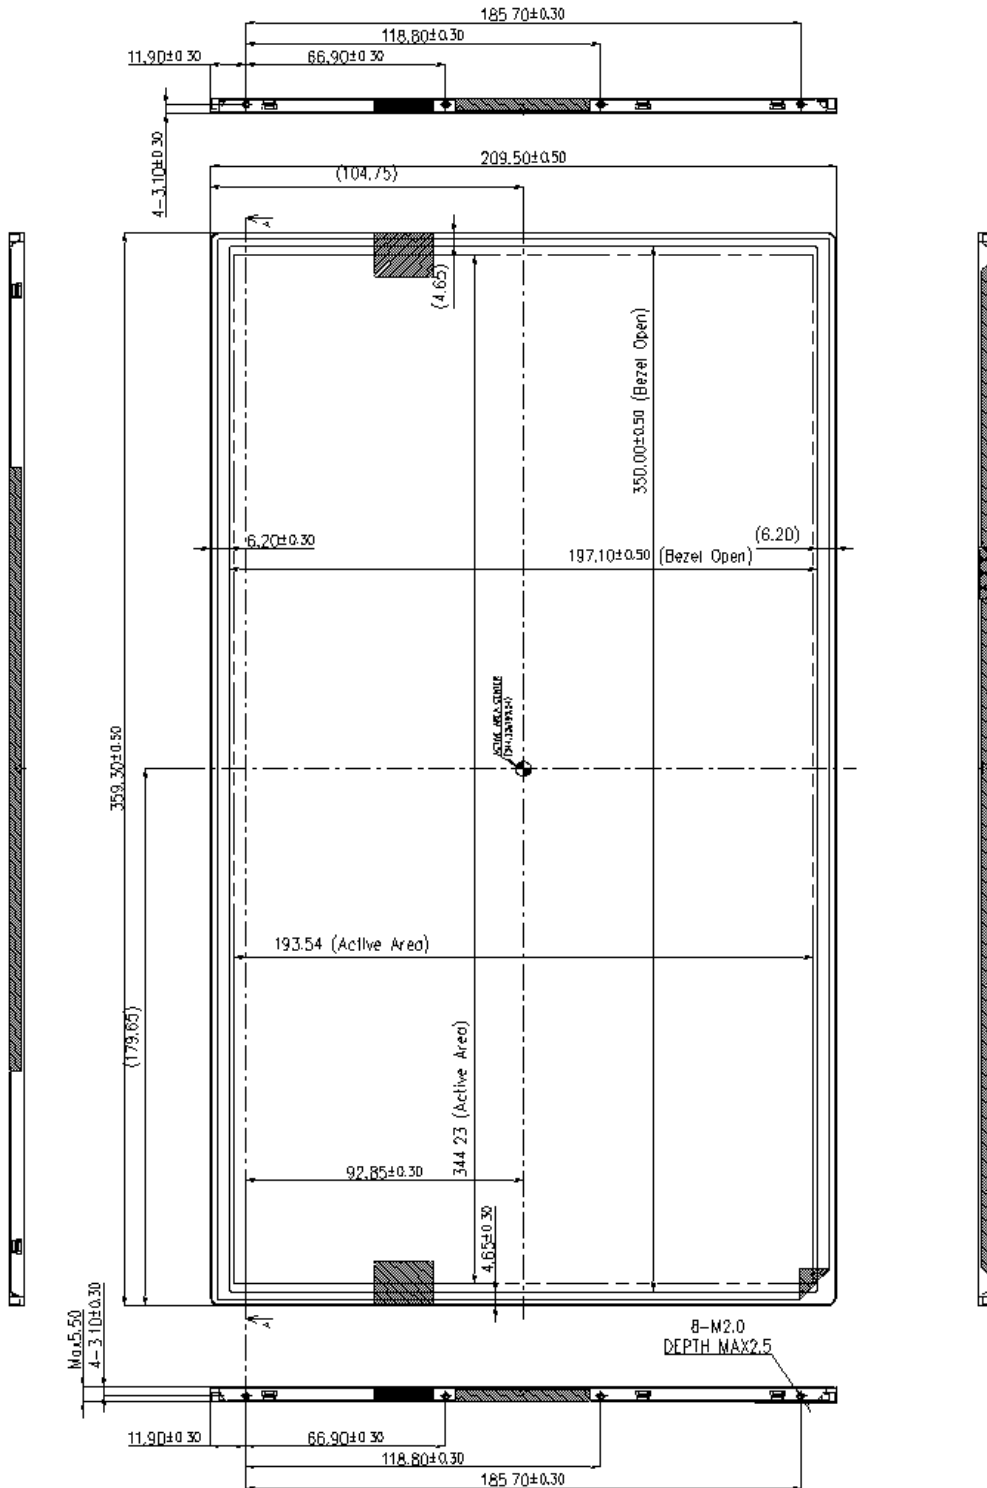 185.70±0.30
118.80±0.30
11.90±0.30
66.90±0.30
4-3.10±0.30
209.50±0.50
(104.75)
A
(4.65)
350.00±0.50 (Bezel Open)
6.20±0.30
(6.20)
197.10±0.50 (Bezel Open)
ACTIVE AREA CENTER
359.30±0.50
193.54 (Active Area)
(179.65)
344.23 (Active Area)
92.85±0.30
4.65±0.30
A
Max5.50
4-3.10±0.30
8-M2.0
DEPTH MAX2.5
11.90±0.30
66.90±0.30
118.80±0.30
185.70±0.30